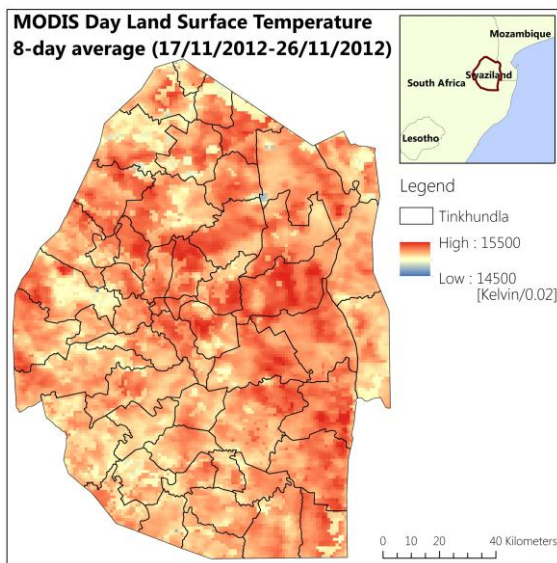 MODIS Day Land Surface Temperature
8-day average (17/11/2012-26/11/2012)
Mozambique
Swaziland
South Africa
Lesotho
Legend
Tinkhundla
High : 15500
Low : 14500
[Kelvin/0.02]
0 10 20 40 Kilometers